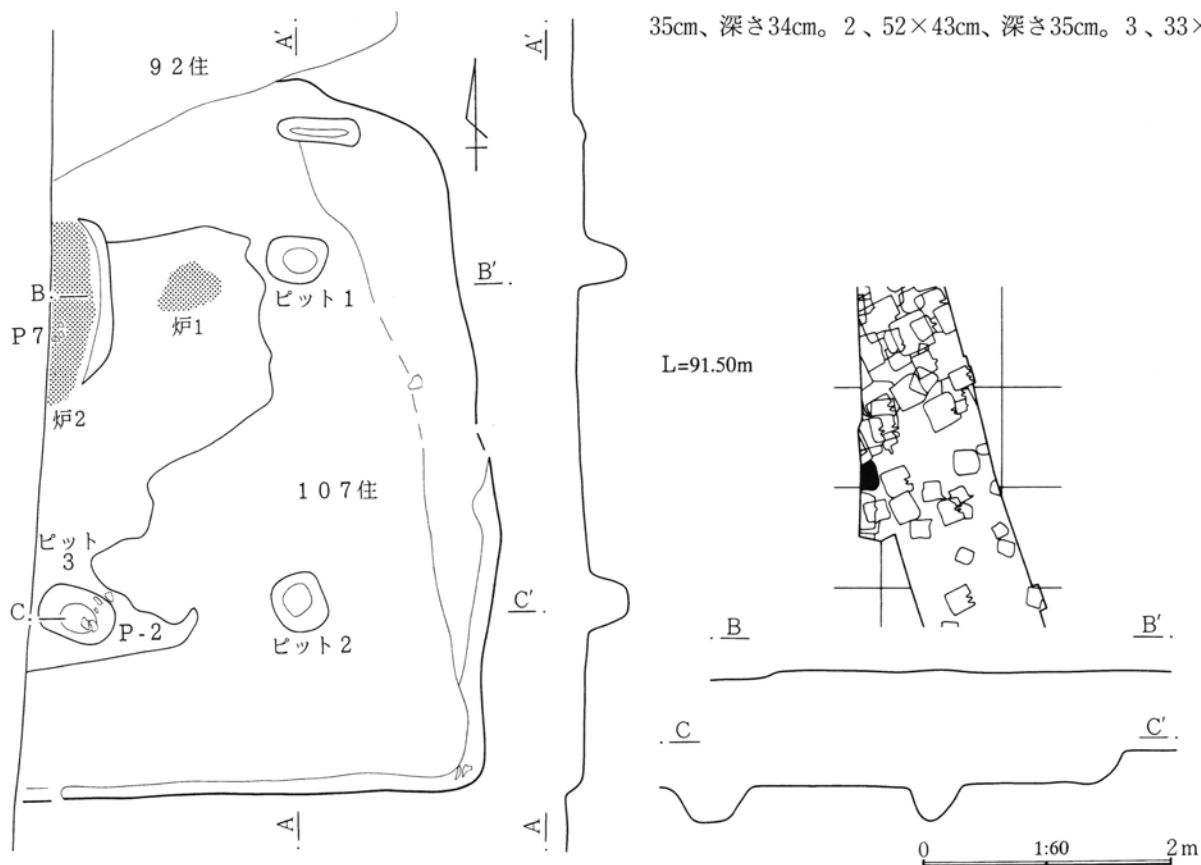 35cm、深さ34cm。2、52×43cm、深さ35cm。3、33×
A'
A'
92住
B'
B
ピット1
炉1
P7
L=91.50m
炉2
107住
ピット
3
C
P-2
C'
ピット2
B
B'
C
C'
A
A
0
1:60
2m